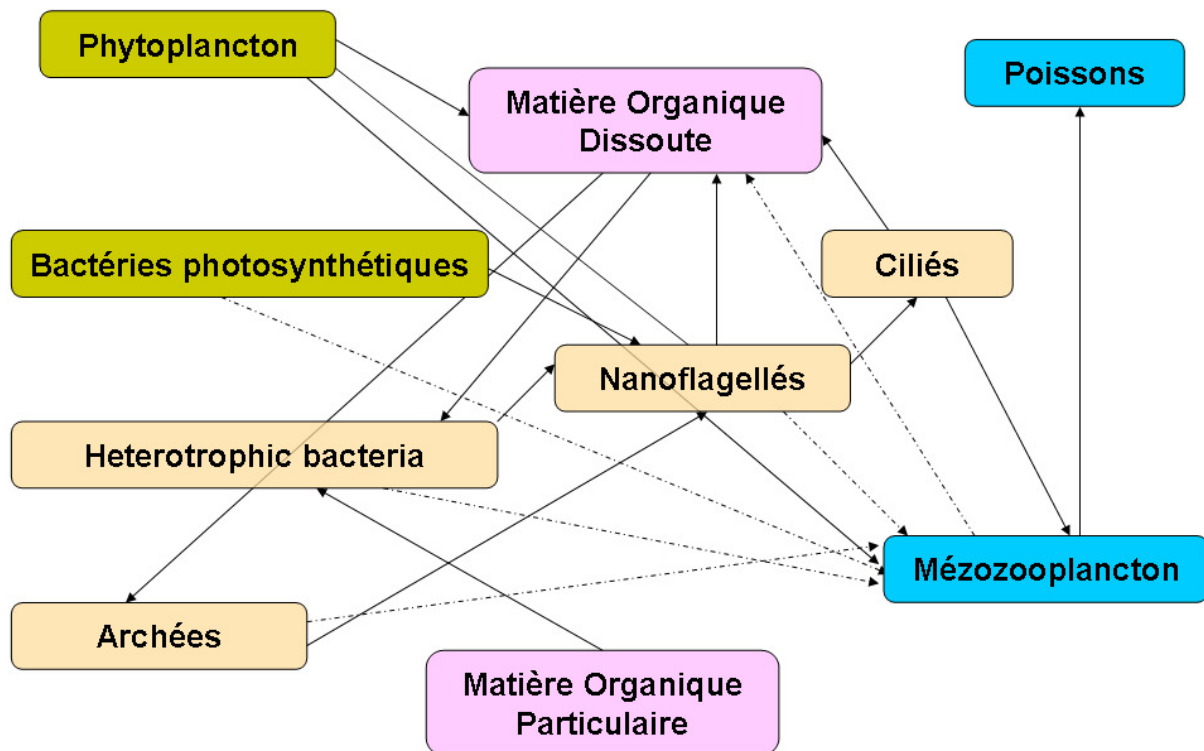 Phytoplancton
Poissons
Matière Organique
Dissoute
Bactéries photosynthétiques
Ciliés
Nanoflagellés
Heterotrophic bacteria
Mézozooplancton
Archées
Matière Organique
Particulaire